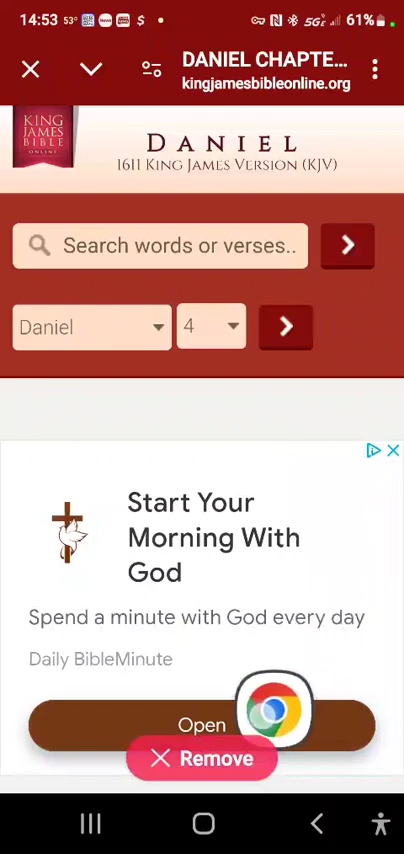 14:53 53° $ 5G 61%
DANIEL CHAPTE...
kingjamesbibleonline.org
KING
JAMES
BIBLE
ONLINE
DANIEL
1611 KING JAMES VERSION (KJV)
Search words or verses..
Daniel 4
Start Your
Morning With
God
Spend a minute with God every day
Daily BibleMinute
Open
Remove